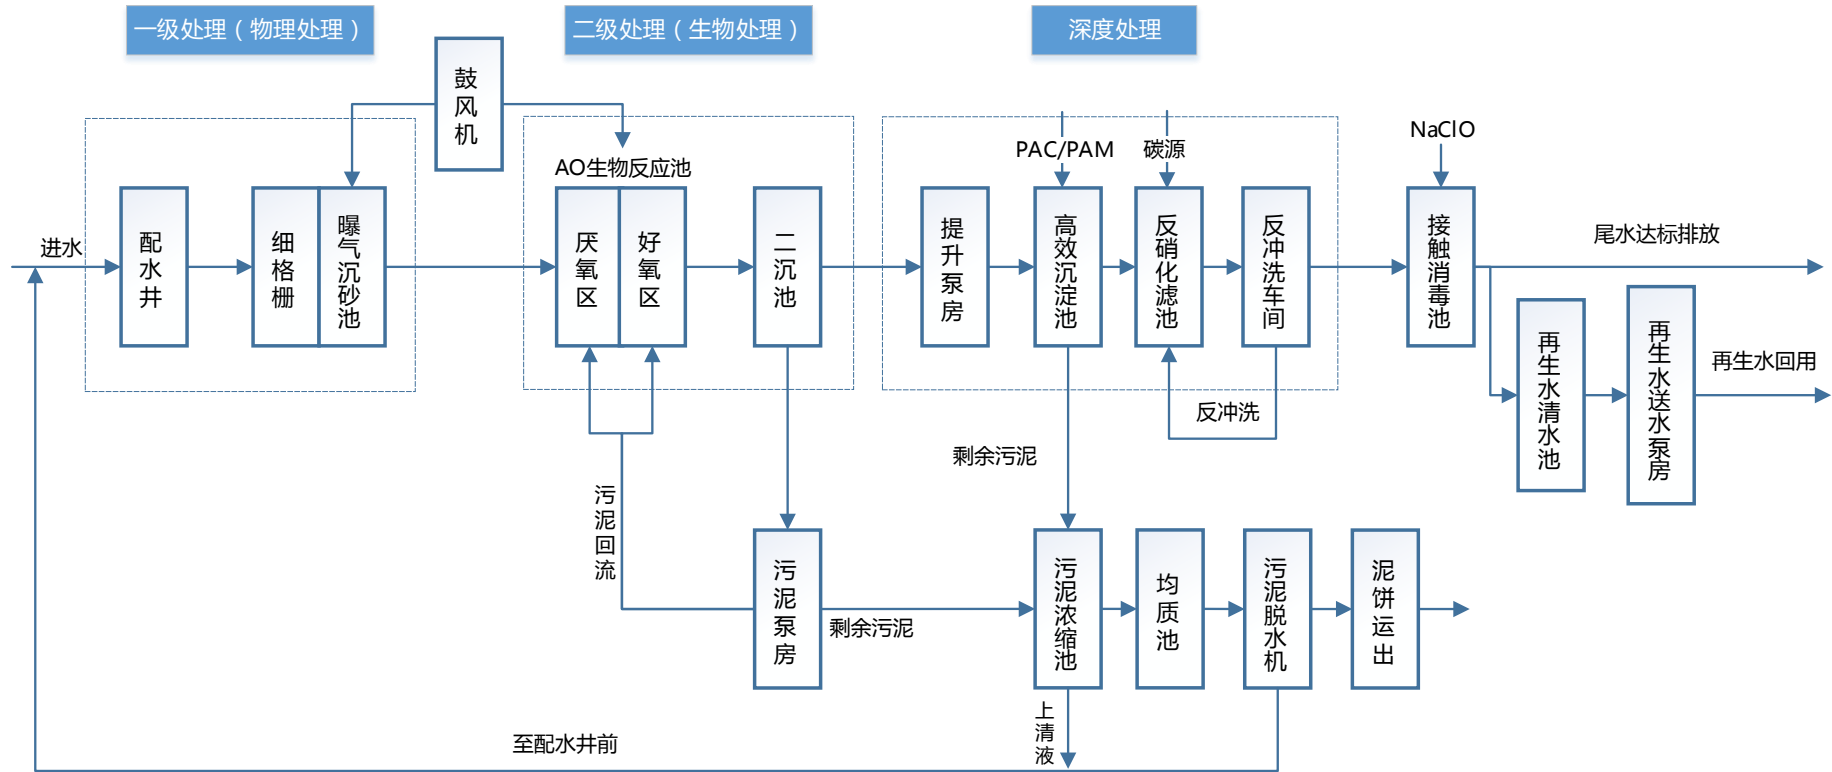 一级处理（物理处理）
二级处理（生物处理）
深度处理
鼓风机
NaClO
PAC/PAM
碳源
AO生物反应池
进水
配水井
细格栅
曝气沉砂池
厌氧区
好氧区
二沉池
提升泵房
高效沉淀池
反硝化滤池
反冲洗车间
接触消毒池
尾水达标排放
再生水清水池
再生水送水泵房
再生水回用
反冲洗
剩余污泥
污泥回流
污泥泵房
剩余污泥
污泥浓缩池
均质池
污泥脱水机
泥饼运出
上清液
至配水井前